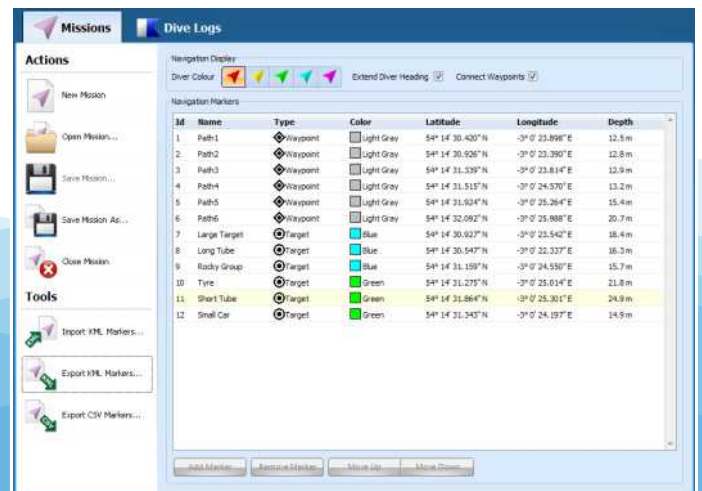 Missions
Dive Logs
Actions
New Mission
Open Mission...
Save Mission...
Save Mission As...
Close Mission
Tools
Import KML Markers...
Export KML Markers...
Export CSV Markers...
Navigation Display
Diver Colour Extend Diver Heading Connect Waypoints
Navigation Markers
Id Name Type Color Latitude Longitude Depth
1 Path1 Waypoint Light Gray 54° 14' 30.420" N -3° 0' 23.898" E 12.5 m
2 Path2 Waypoint Light Gray 54° 14' 30.926" N -3° 0' 23.390" E 12.8 m
3 Path3 Waypoint Light Gray 54° 14' 31.339" N -3° 0' 23.814" E 12.9 m
4 Path4 Waypoint Light Gray 54° 14' 31.515" N -3° 0' 24.570" E 13.2 m
5 Path5 Waypoint Light Gray 54° 14' 31.924" N -3° 0' 25.264" E 15.4 m
6 Path6 Waypoint Light Gray 54° 14' 32.092" N -3° 0' 25.988" E 20.7 m
7 Large Target Target Blue 54° 14' 30.927" N -3° 0' 23.542" E 18.4 m
8 Long Tube Target Blue 54° 14' 30.547" N -3° 0' 22.337" E 16.3 m
9 Rocky Group Target Blue 54° 14' 31.159" N -3° 0' 24.550" E 15.7 m
10 Tyre Target Green 54° 14' 31.275" N -3° 0' 25.014" E 21.8 m
11 Short Tube Target Green 54° 14' 31.864" N -3° 0' 25.301" E 24.9 m
12 Small Car Target Green 54° 14' 31.343" N -3° 0' 24.197" E 14.9 m
Add Marker Remove Marker Move Up Move Down